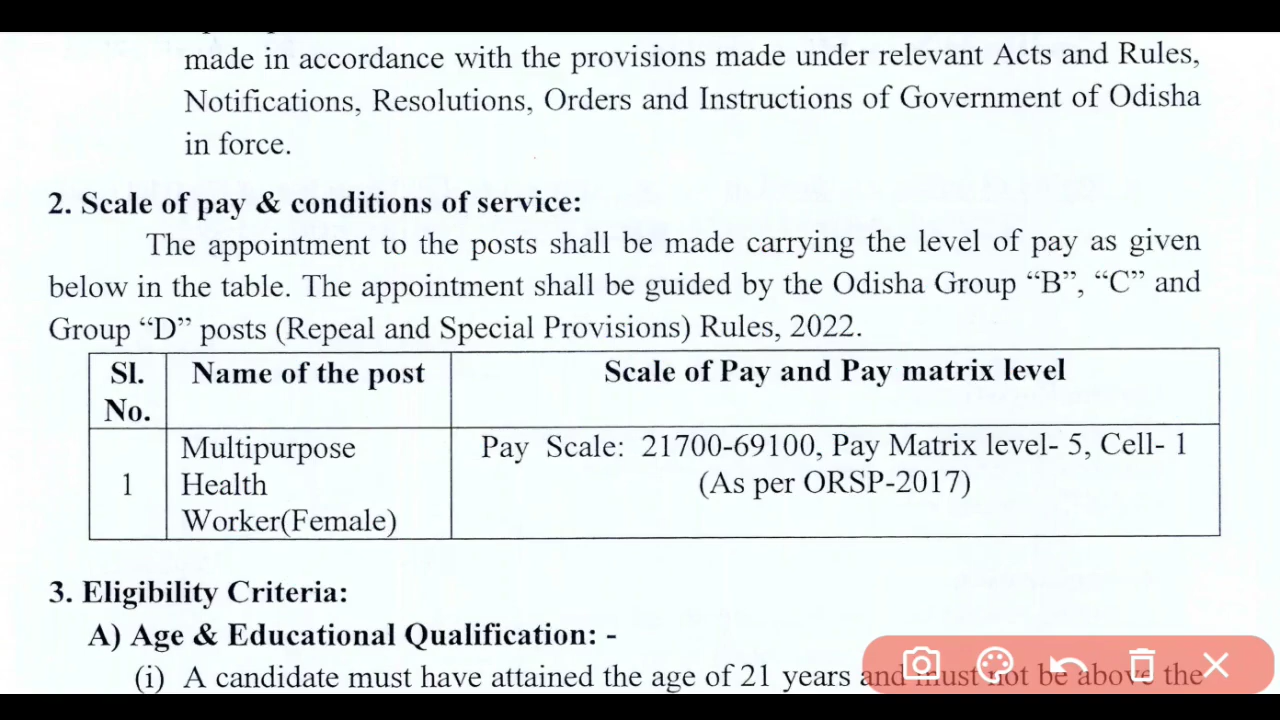 made in accordance with the provisions made under relevant Acts and Rules,
Notifications, Resolutions, Orders and Instructions of Government of Odisha
in force.
2. Scale of pay & conditions of service:
The appointment to the posts shall be made carrying the level of pay as given
below in the table. The appointment shall be guided by the Odisha Group “B”, “C” and
Group “D” posts (Repeal and Special Provisions) Rules, 2022.
Sl. No.
Name of the post
Scale of Pay and Pay matrix level
1
Multipurpose
Health
Worker(Female)
Pay Scale: 21700-69100, Pay Matrix level- 5, Cell- 1
(As per ORSP-2017)
3. Eligibility Criteria:
A) Age & Educational Qualification: -
(i) A candidate must have attained the age of 21 years and must not be above the